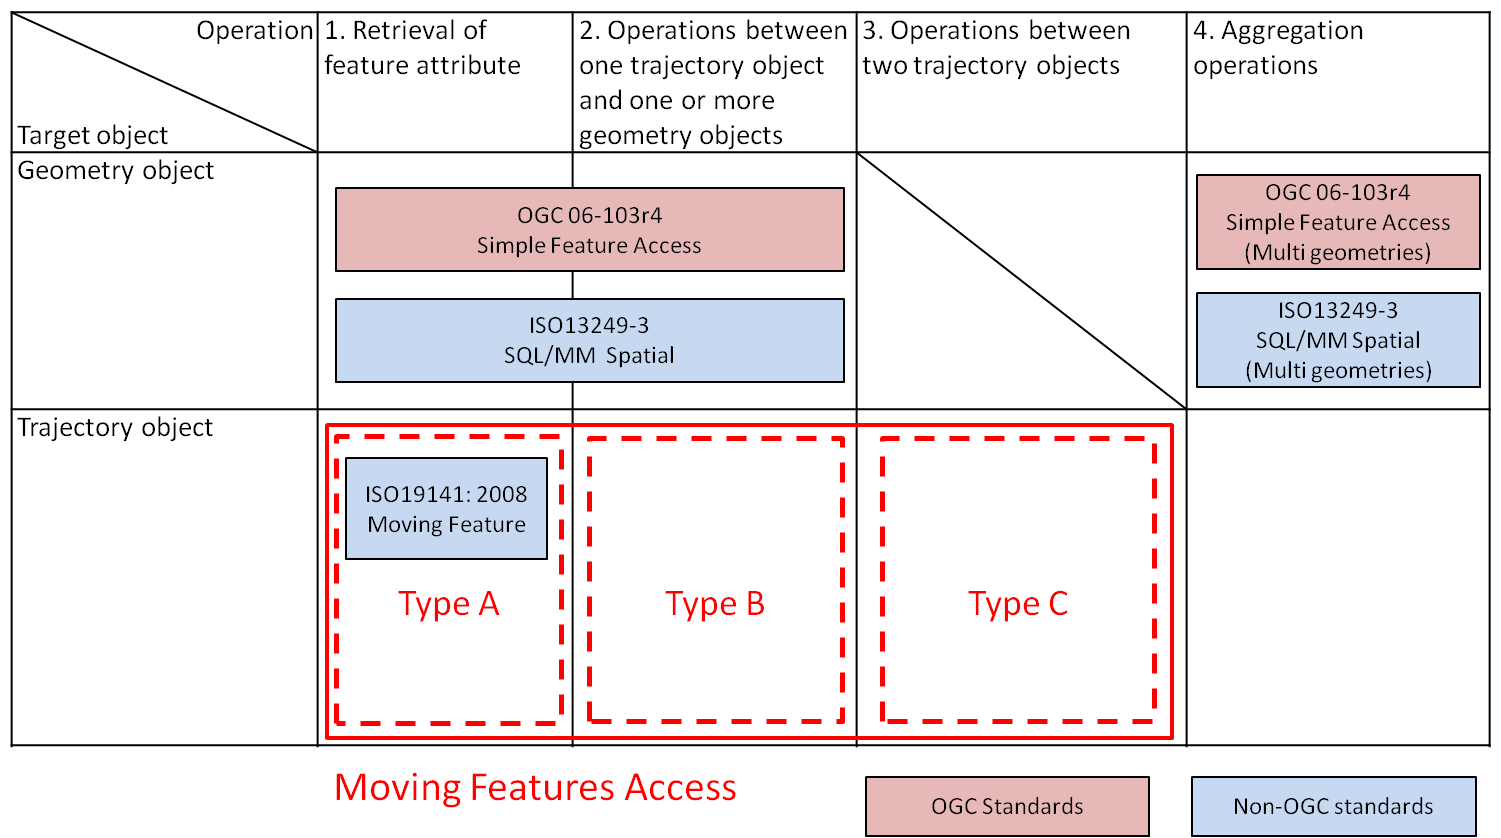 Operation
Target object
1. Retrieval of
feature attribute
2. Operations between
one trajectory object
and one or more
geometry objects
3. Operations between
two trajectory objects
4. Aggregation
operations
Geometry object
OGC 06-103r4
Simple Feature Access
ISO13249-3
SQL/MM  Spatial
OGC 06-103r4
Simple Feature Access
(Multi geometries)
ISO13249-3
SQL/MM Spatial
(Multi geometries)
Trajectory object
ISO19141: 2008
Moving Feature
Type A
Type B
Type C
Moving Features Access
OGC Standards
Non-OGC standards